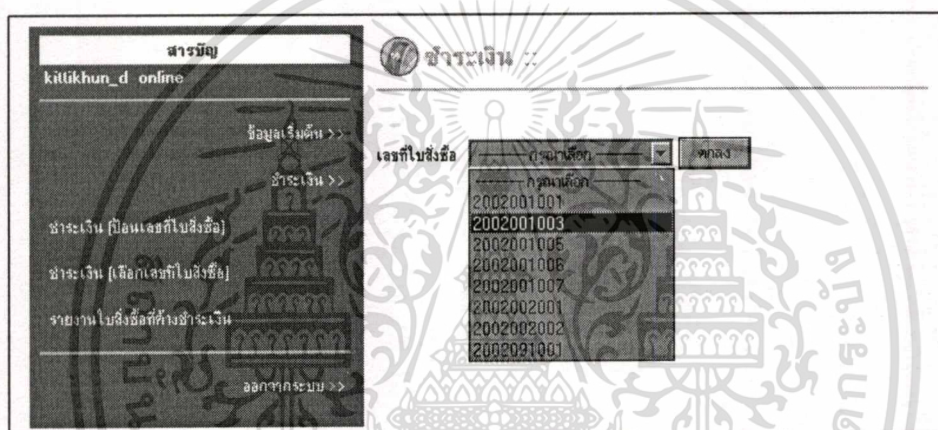 สารบัญ
kittikhun_d online
ข้อมูลเริ่มต้น >>
ชำระเงิน >>
ชำระเงิน [ป้อนเลขที่ใบสั่งซื้อ]
ชำระเงิน [เลือกเลขที่ใบสั่งซื้อ]
รายงานใบสั่งซื้อที่ค้างชำระเงิน
ออกจากระบบ >>
ชำระเงิน ::
เลขที่ใบสั่งซื้อ ------ กรุณาเลือก ------ ตกลง
------ กรุณาเลือก ------
2002001001
2002001003
2002001005
2002001006
2002001007
2002002001
2002002002
2002091001